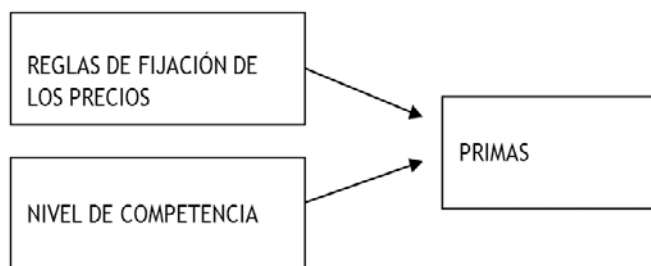 REGLAS DE FIJACIÓN DE
LOS PRECIOS
PRIMAS
NIVEL DE COMPETENCIA